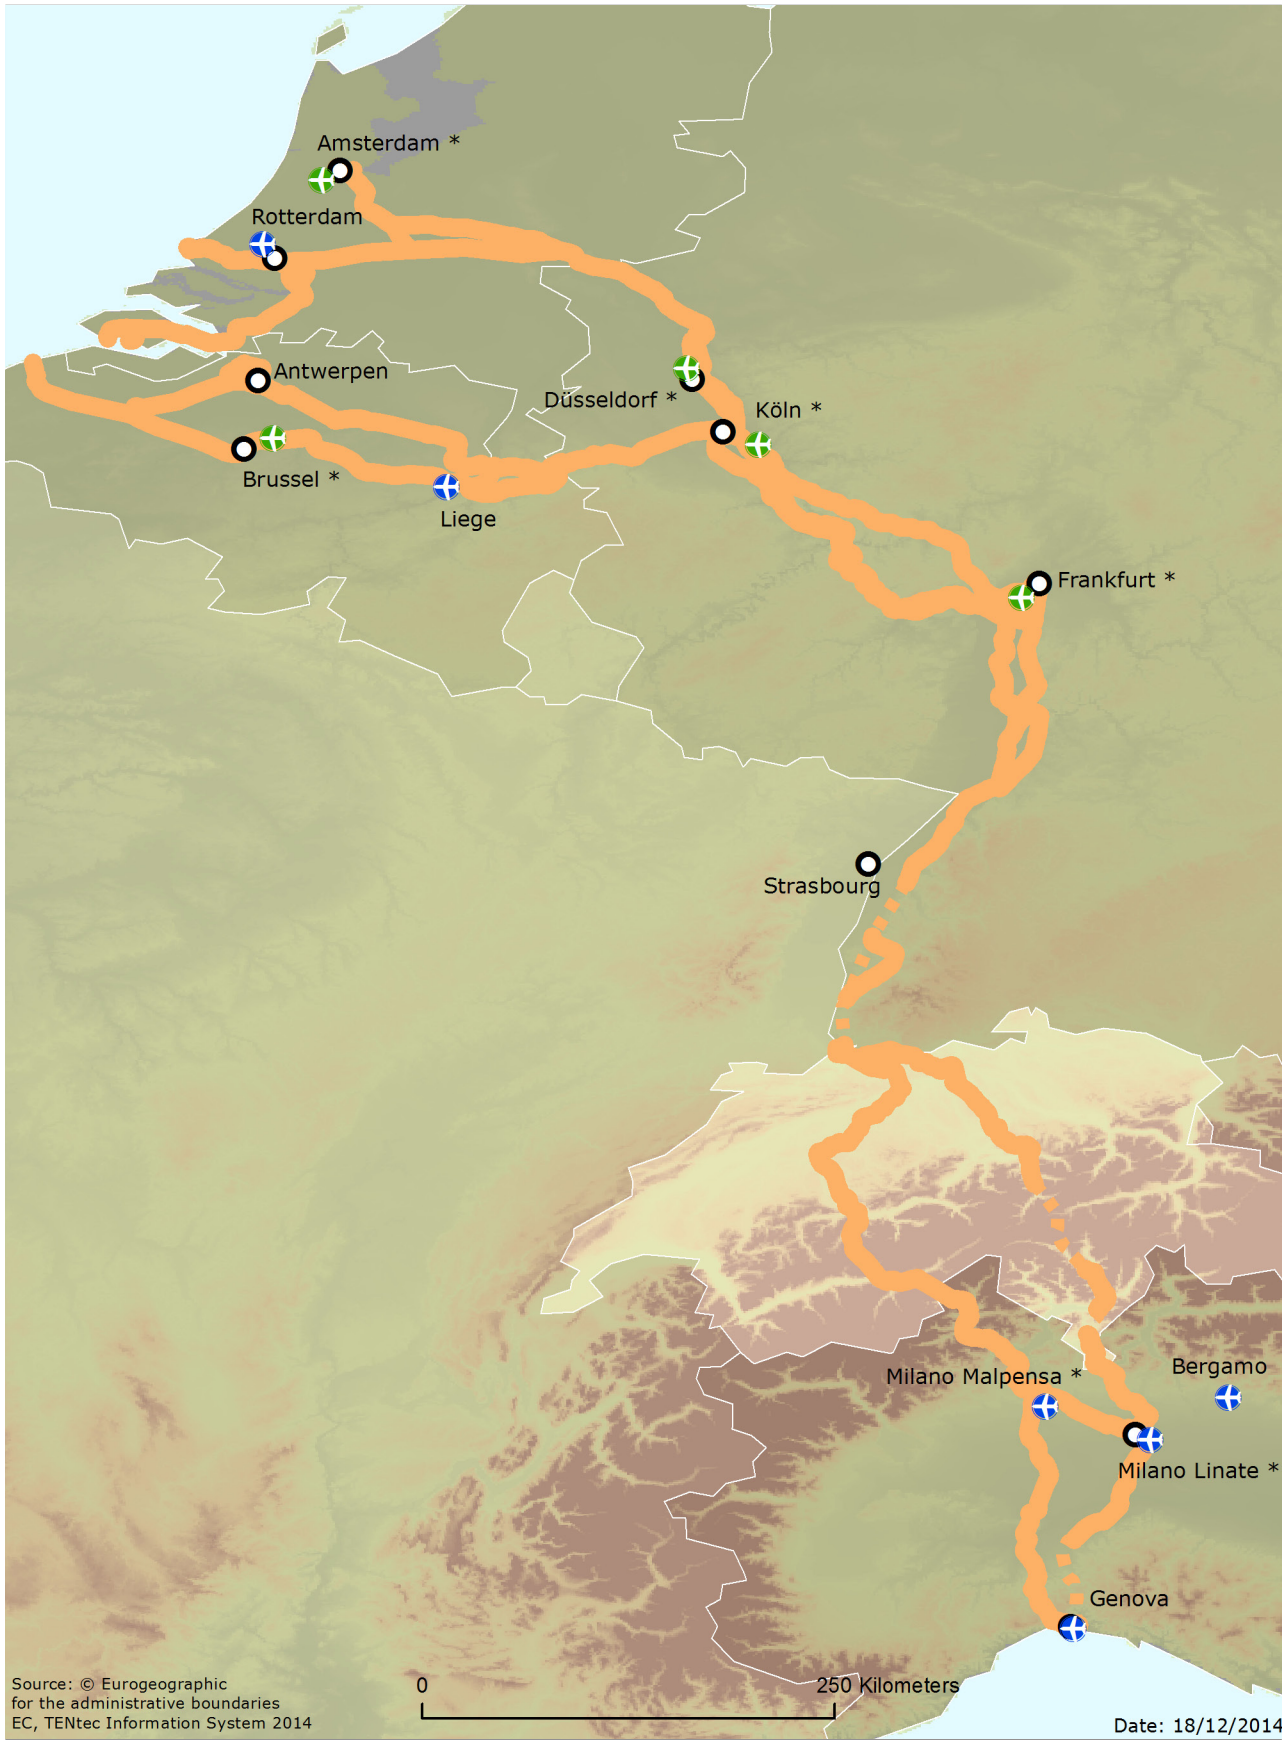 Amsterdam *
Rotterdam
Antwerpen
Düsseldorf *
Köln *
Brussel *
Liege
Frankfurt *
Strasbourg
Bergamo
Milano Malpensa *
Milano Linate *
Genova
Source: © Eurogeographic
for the administrative boundaries
EC, TENtec Information System 2014
0
250 Kilometers
Date: 18/12/2014